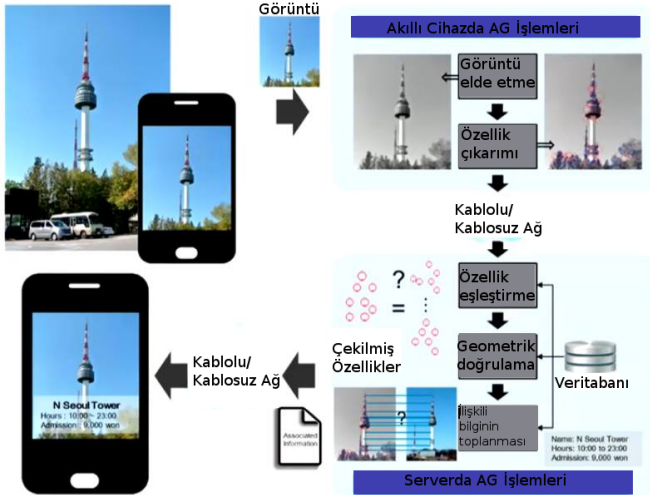 Görüntü
Akıllı Cihazda AG İşlemleri
Görüntü
elde etme
Özellik
çıkarımı
Kablolu/
Kablosuz Ağ
Özellik
eşleştirme
?
=
Geometrik
doğrulama
Veritabanı
İlişkili
bilginin
toplanması
Name: N Seoul Tower
Hours: 10:00 to 23:00
Admission: 9,000 won
Serverda AG İşlemleri
Çekilmiş
Özellikler
?
Associated
Information
Kablolu/
Kablosuz Ağ
N Seoul Tower
Hours : 10:00 ~ 23:00
Admission : 9,000 won